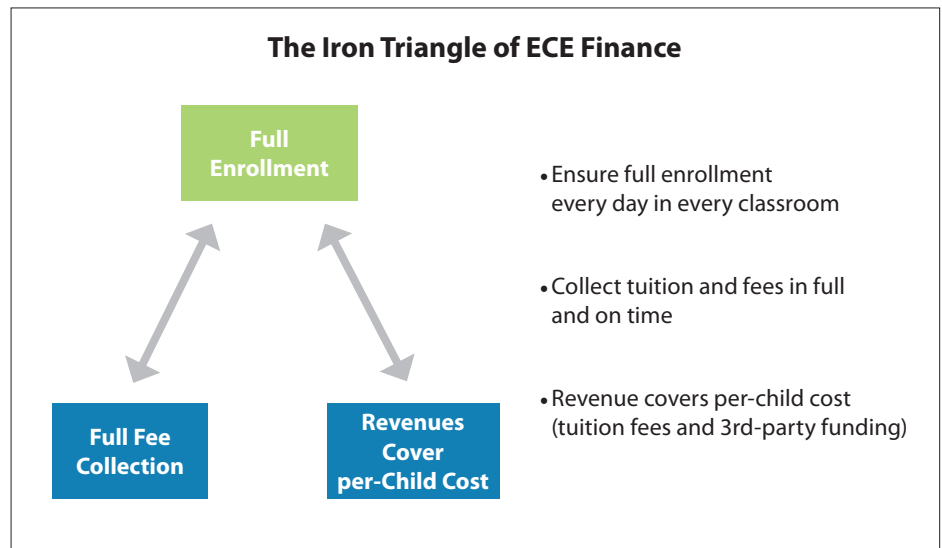 The Iron Triangle of ECE Finance
Full
Enrollment
Full Fee
Collection
Revenues
Cover
per-Child Cost
•Ensure full enrollment
every day in every classroom
•Collect tuition and fees in full
and on time
•Revenue covers per-child cost
(tuition fees and 3rd-party funding)